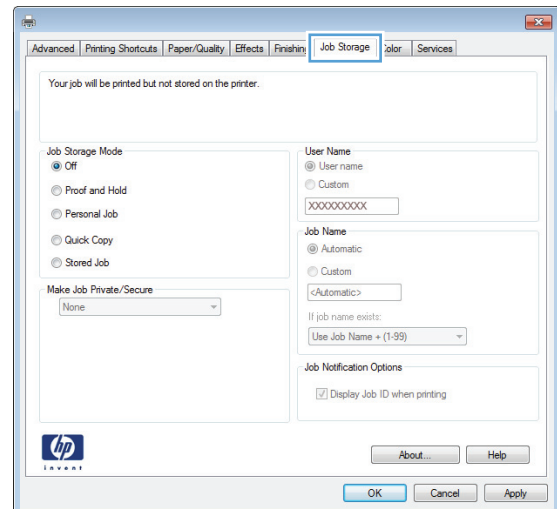 Advanced Printing Shortcuts Paper/Quality Effects Finishing Job Storage Color Services
Your job will be printed but not stored on the printer.
Job Storage Mode
Off
Proof and Hold
Personal Job
Quick Copy
Stored Job
Make Job Private/Secure
None
User Name
User name
Custom
XXXXXXXXX
Job Name
Automatic
Custom
<Automatic>
If job name exists:
Use Job Name + (1-99)
Job Notification Options
Display Job ID when printing
hp
invent
About... Help
OK Cancel Apply